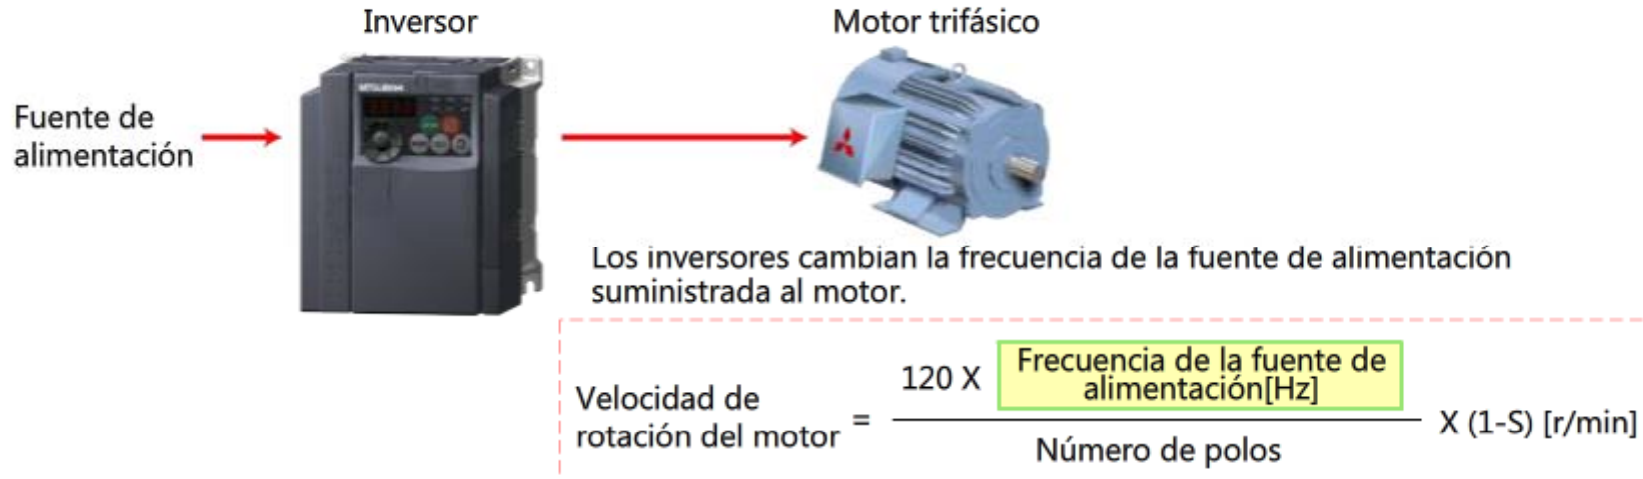 Inversor
Motor trifásico
MITSUBISHI
Fuente de
alimentación
Los inversores cambian la frecuencia de la fuente de alimentación
suministrada al motor.
Velocidad de
rotación del motor
=
120 X
Frecuencia de la fuente de
alimentación[Hz]
Número de polos
X (1-S) [r/min]